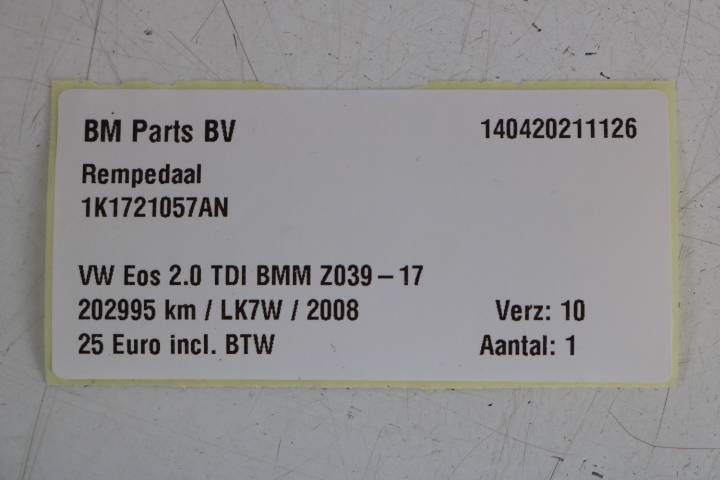 BM Parts BV 140420211126
Rempedaal
1K1721057AN
VW Eos 2.0 TDI BMM Z039-17
202995 km / LK7W / 2008 Verz: 10
25 Euro incl. BTW Aantal: 1